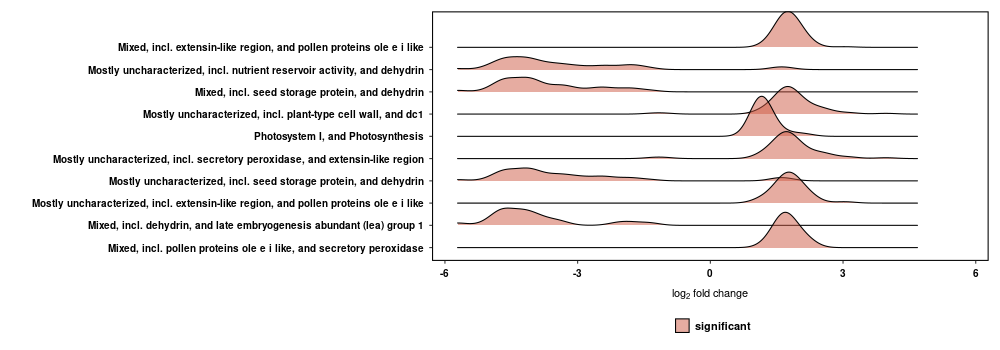 Mixed, incl. extensin-like region, and pollen proteins ole e i like
Mostly uncharacterized, incl. nutrient reservoir activity, and dehydrin
Mixed, incl. seed storage protein, and dehydrin
Mostly uncharacterized, incl. plant-type cell wall, and dc1
Photosystem I, and Photosynthesis
Mostly uncharacterized, incl. secretory peroxidase, and extensin-like region
Mostly uncharacterized, incl. seed storage protein, and dehydrin
Mostly uncharacterized, incl. extensin-like region, and pollen proteins ole e i like
Mixed, incl. dehydrin, and late embryogenesis abundant (lea) group 1
Mixed, incl. pollen proteins ole e i like, and secretory peroxidase
-6 -3 0 3 6
log2 fold change
significant